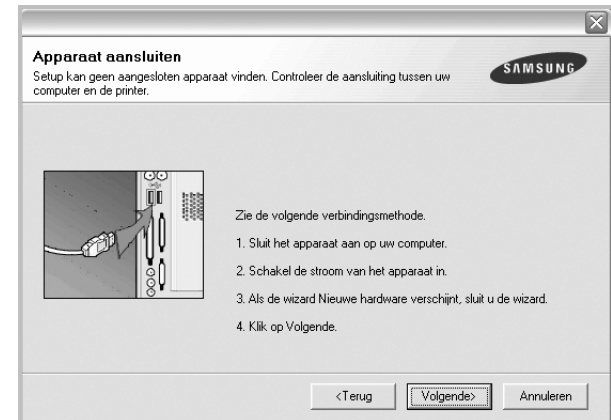 Apparaat aansluiten
Setup kan geen aangesloten apparaat vinden. Controleer de aansluiting tussen uw
computer en de printer.
SAMSUNG
Zie de volgende verbindingsmethode.
1. Sluit het apparaat aan op uw computer.
2. Schakel de stroom van het apparaat in.
3. Als de wizard Nieuwe hardware verschijnt, sluit u de wizard.
4. Klik op Volgende.
<Terug
Volgende>
Annuleren